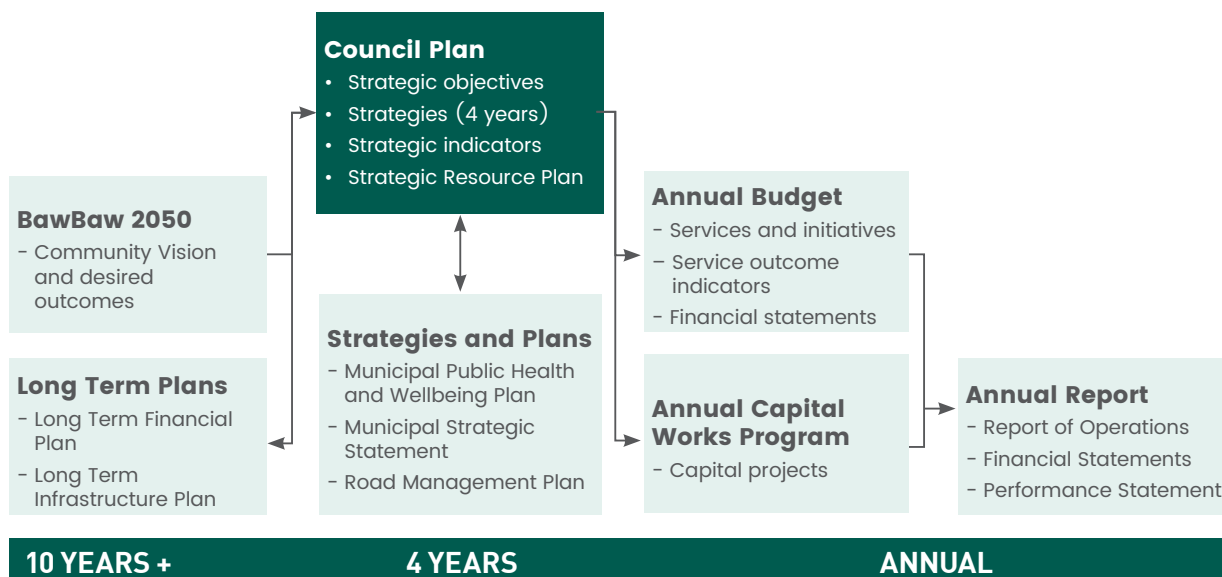 Council Plan
• Strategic objectives
• Strategies (4 years)
• Strategic indicators
• Strategic Resource Plan
BawBaw 2050
- Community Vision
and desired
outcomes
Long Term Plans
- Long Term Financial
Plan
- Long Term
Infrastructure Plan
Strategies and Plans
- Municipal Public Health
and Wellbeing Plan
- Municipal Strategic
Statement
- Road Management Plan
Annual Budget
- Services and initiatives
– Service outcome
indicators
- Financial statements
Annual Capital
Works Program
- Capital projects
Annual Report
- Report of Operations
- Financial Statements
- Performance Statement
10 YEARS +
4 YEARS
ANNUAL